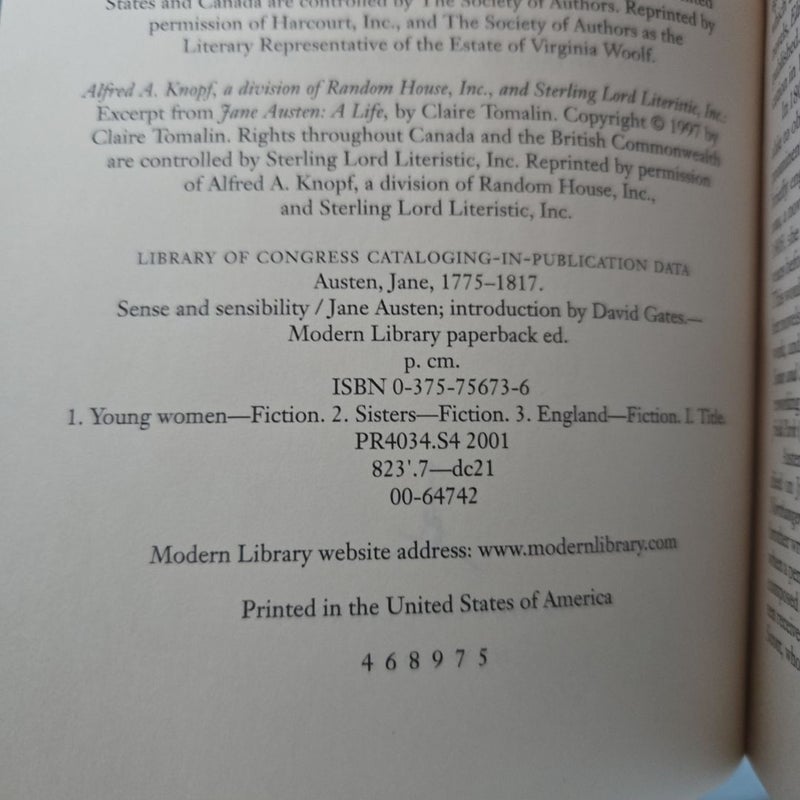 States and Canada are controlled by The Society of Authors. Reprinted by
permission of Harcourt, Inc., and The Society of Authors as the
Literary Representative of the Estate of Virginia Woolf.
Alfred A. Knopf, a division of Random House, Inc., and Sterling Lord Literistic, Inc.:
Excerpt from Jane Austen: A Life, by Claire Tomalin. Copyright © 1997 by
Claire Tomalin. Rights throughout Canada and the British Commonwealth
are controlled by Sterling Lord Literistic, Inc. Reprinted by permission
of Alfred A. Knopf, a division of Random House, Inc.,
and Sterling Lord Literistic, Inc.
LIBRARY OF CONGRESS CATALOGING-IN-PUBLICATION DATA
Austen, Jane, 1775–1817.
Sense and sensibility / Jane Austen; introduction by David Gates.—
Modern Library paperback ed.
p. cm.
ISBN 0-375-75673-6
1. Young women—Fiction. 2. Sisters—Fiction. 3. England—Fiction. I. Title.
PR4034.S4 2001
823'.7—dc21
00-64742
Modern Library website address: www.modernlibrary.com
Printed in the United States of America
4 6 8 9 7 5